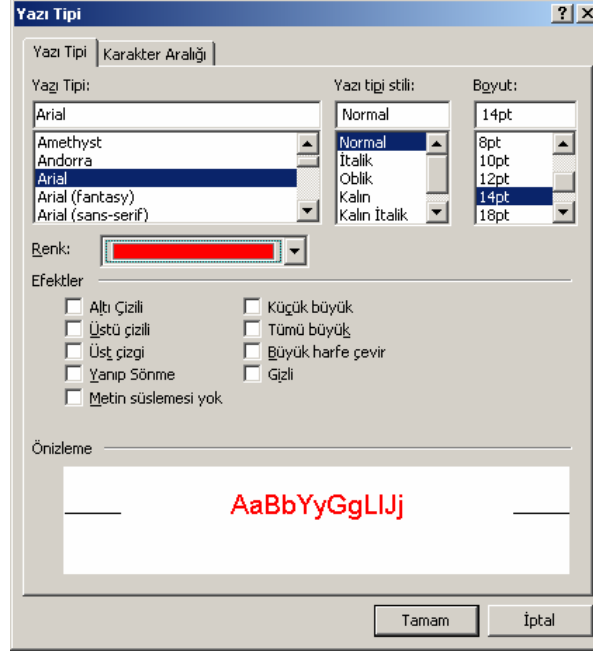 Yazı Tipi
Yazı Tipi Karakter Aralığı
Yazı Tipi: Yazı tipi stili: Boyut:
Arial Normal 14pt
Amethyst Normal 8pt
Andorra İtalik 10pt
Arial Oblik 12pt
Arial (fantasy) Kalın 14pt
Arial (sans-serif) Kalın İtalik 18pt
Renk:
Efektler
Altı Çizili Küçük büyük
Üstü çizili Tümü büyük
Üst çizgi Büyük harfe çevir
Yanıp Sönme Gizli
Metin süslemesi yok
Önizleme
AaBbYyGgLlJj
Tamam İptal